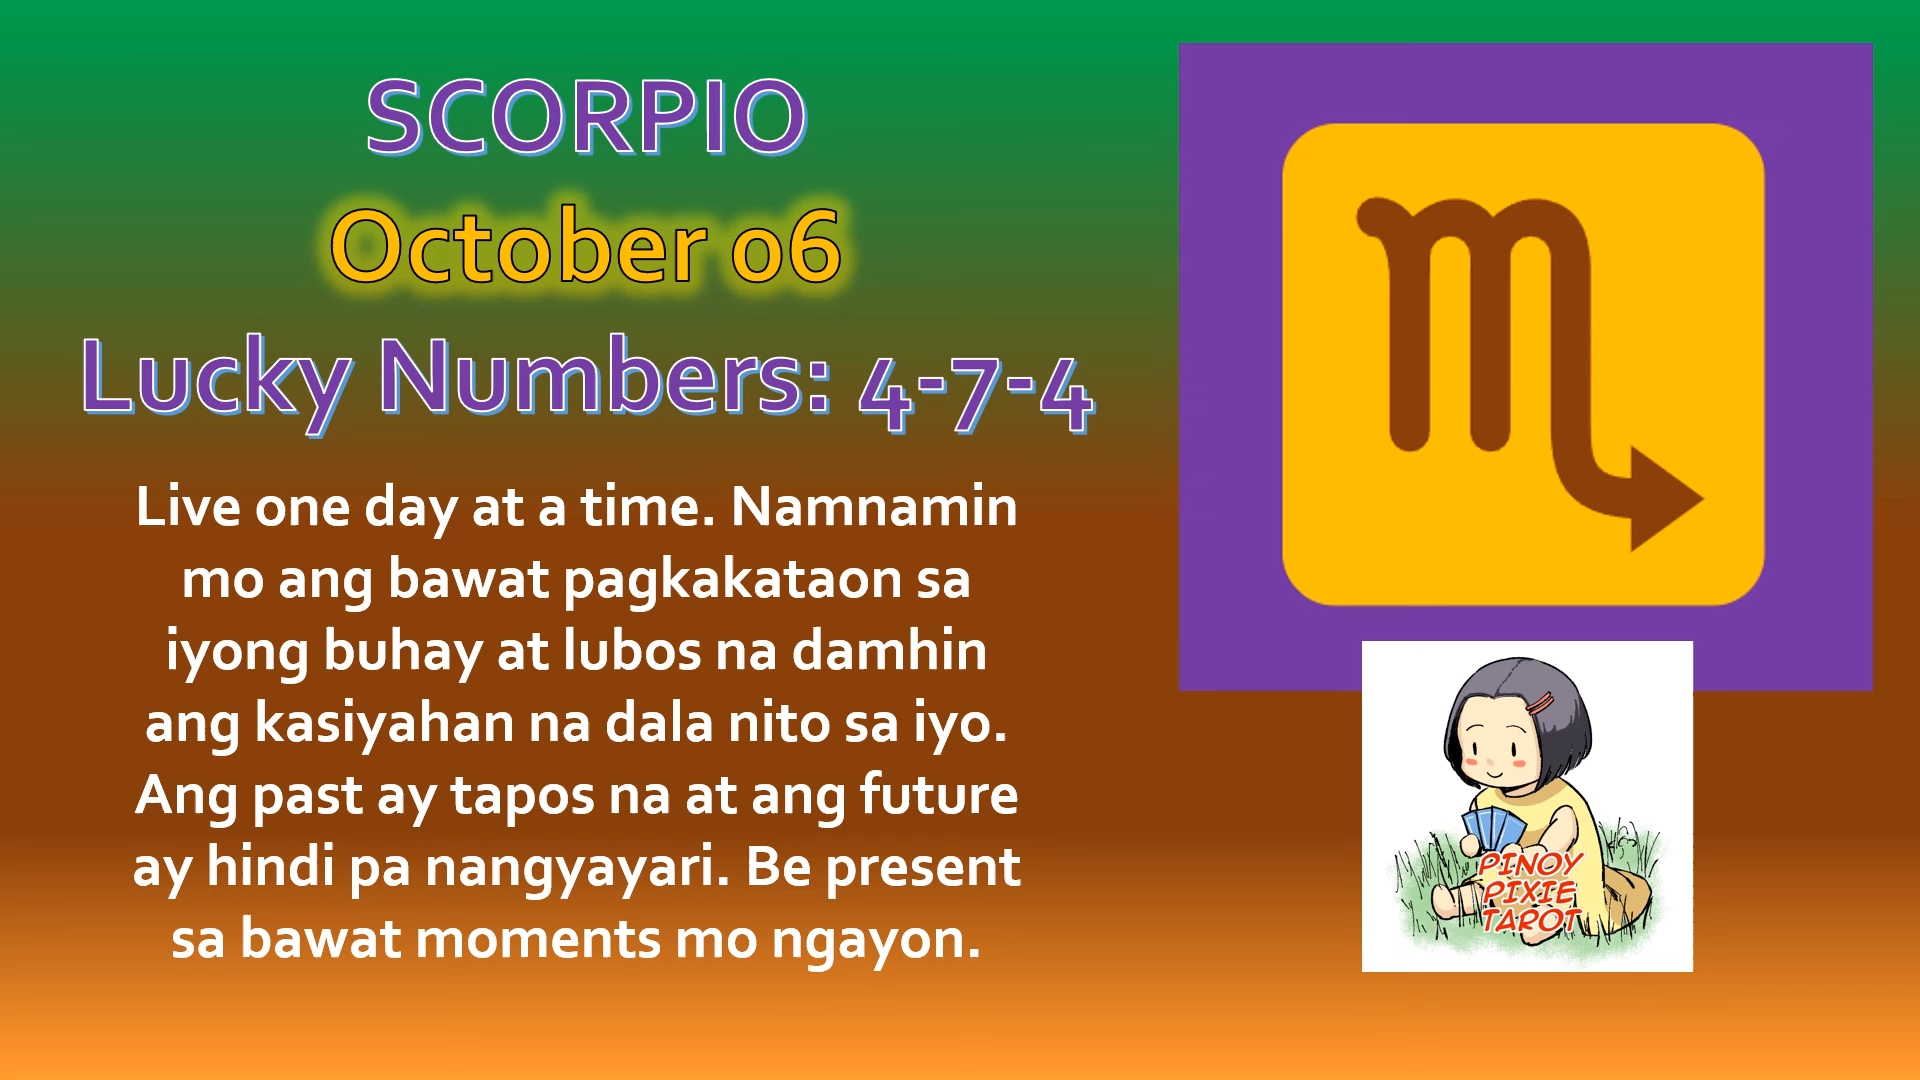 SCORPIO
October 06
Lucky Numbers: 4-7-4
Live one day at a time. Namnamin
mo ang bawat pagkakataon sa
iyong buhay at lubos na damhin
ang kasiyahan na dala nito sa iyo.
Ang past ay tapos na at ang future
ay hindi pa nangyayari. Be present
sa bawat moments mo ngayon.
PINOY
PIXIE
TAROT